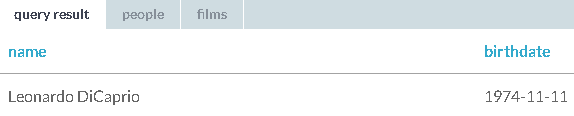 query result people films
name birthdate
Leonardo DiCaprio 1974-11-11